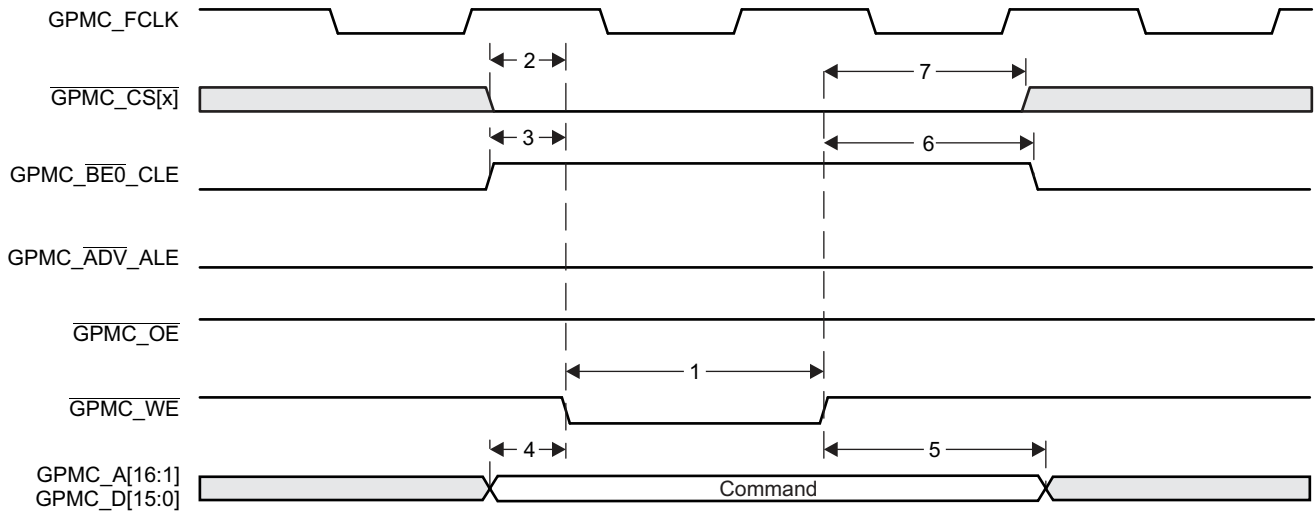 GPMC_FCLK
2
7
GPMC_CS[x]
3
6
GPMC_BE0_CLE
GPMC_ADV_ALE
GPMC_OE
1
GPMC_WE
4
5
GPMC_A[16:1]
GPMC_D[15:0]
Command